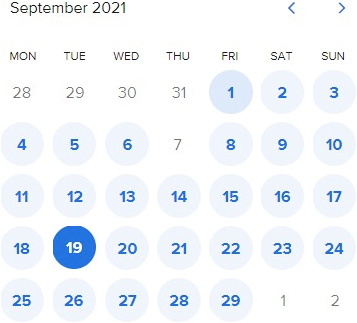 September 2021
MON TUE WED THU FRI SAT SUN
28 29 30 31 1 2 3
4 5 6 7 8 9 10
11 12 13 14 15 16 17
18 19 20 21 22 23 24
25 26 27 28 29 1 2